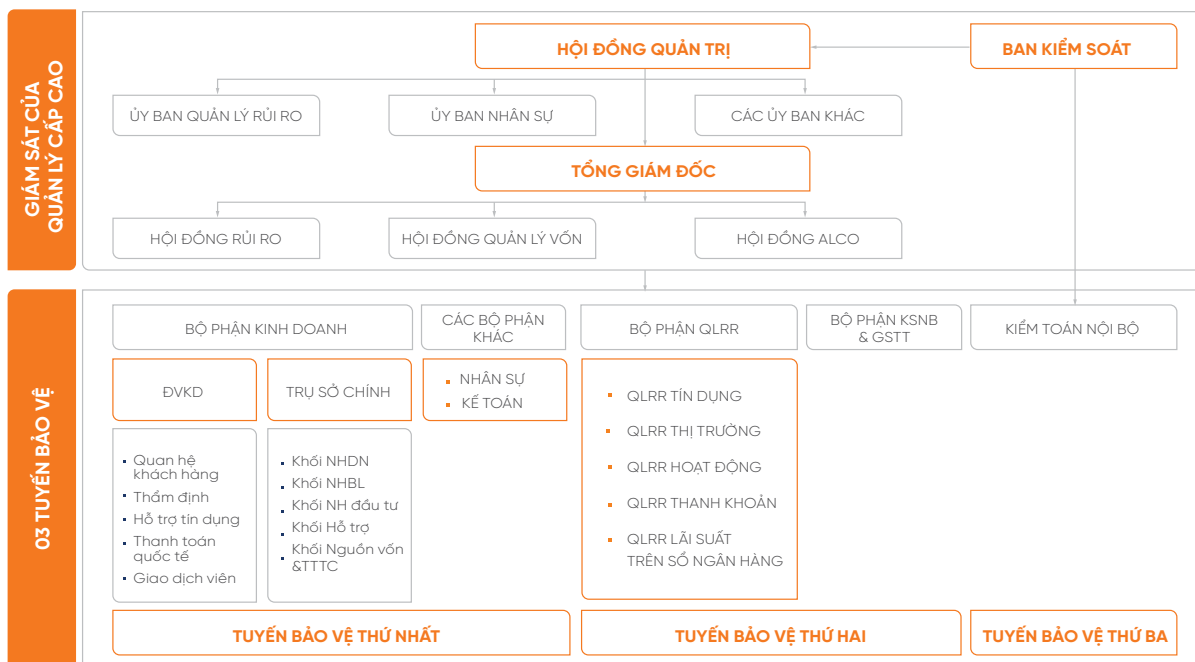 GIÁM SÁT CỦA
QUẢN LÝ CẤP CAO
HỘI ĐỒNG QUẢN TRỊ
BAN KIỂM SOÁT
ỦY BAN QUẢN LÝ RỦI RO
ỦY BAN NHÂN SỰ
CÁC ỦY BAN KHÁC
TỔNG GIÁM ĐỐC
HỘI ĐỒNG RỦI RO
HỘI ĐỒNG QUẢN LÝ VỐN
HỘI ĐỒNG ALCO
03 TUYẾN BẢO VỆ
BỘ PHẬN KINH DOANH
CÁC BỘ PHẬN
KHÁC
BỘ PHẬN QLRR
BỘ PHẬN KSNB
& GSTT
KIỂM TOÁN NỘI BỘ
ĐVKD
TRỤ SỞ CHÍNH
NHÂN SỰ
KẾ TOÁN
Quan hệ
khách hàng
Thẩm định
Hỗ trợ tín dụng
Thanh toán
quốc tế
Giao dịch viên
Khối NHDN
Khối NHBL
Khối NH đầu tư
Khối Hỗ trợ
Khối Nguồn vốn
&TTTC
QLRR TÍN DỤNG
QLRR THỊ TRƯỜNG
QLRR HOẠT ĐỘNG
QLRR THANH KHOẢN
QLRR LÃI SUẤT
TRÊN SỔ NGÂN HÀNG
TUYẾN BẢO VỆ THỨ NHẤT
TUYẾN BẢO VỆ THỨ HAI
TUYẾN BẢO VỆ THỨ BA